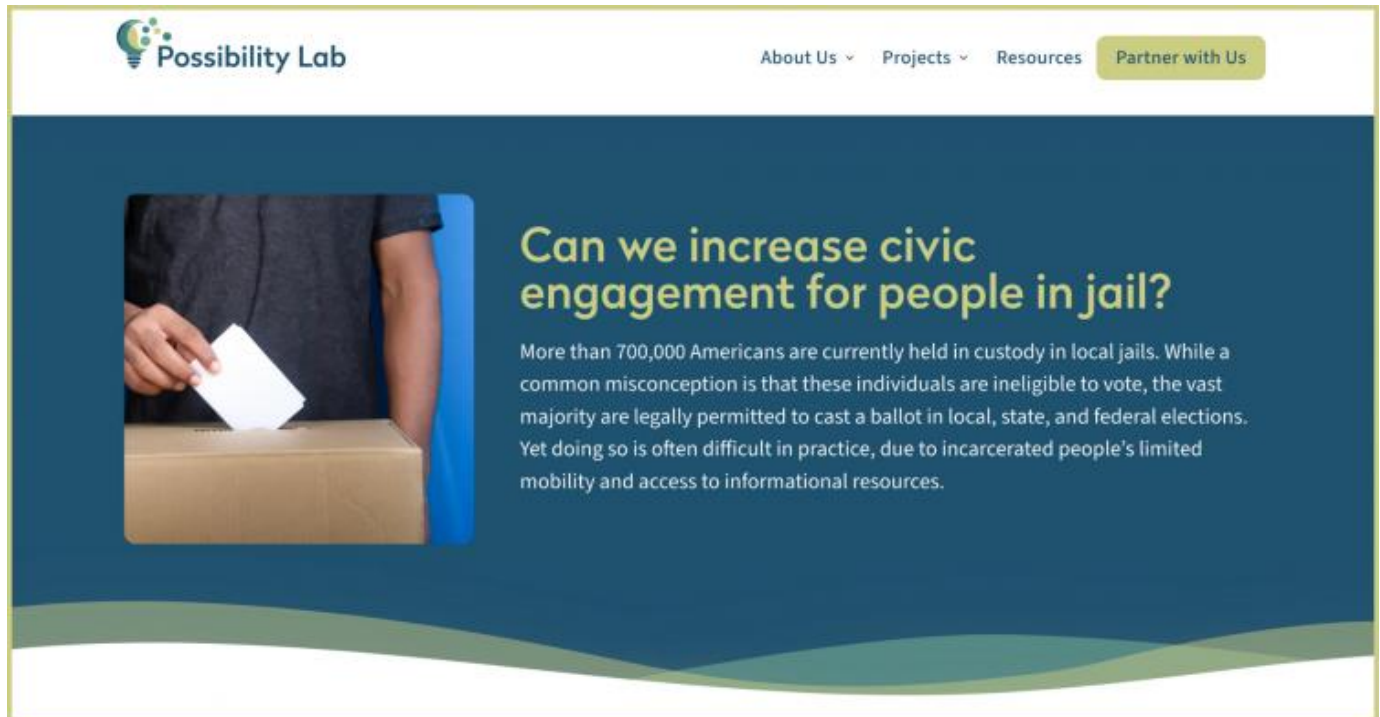 Possibility Lab
About Us
Projects
Resources
Partner with Us
Can we increase civic
engagement for people in jail?
More than 700,000 Americans are currently held in custody in local jails. While a
common misconception is that these individuals are ineligible to vote, the vast
majority are legally permitted to cast a ballot in local, state, and federal elections.
Yet doing so is often difficult in practice, due to incarcerated people’s limited
mobility and access to informational resources.